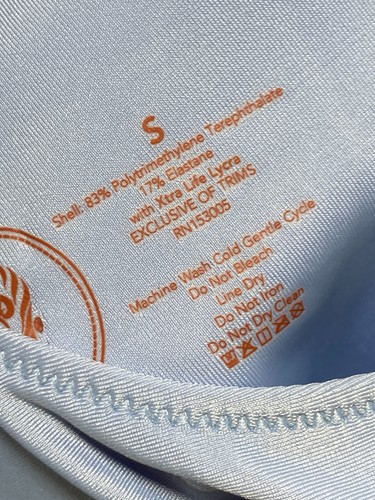 S
Shell: 83% Polytrimethylene Terephthalate
17% Elastane
with Xtra Life Lycra
EXCLUSIVE OF TRIMS
RN153005
Machine Wash Cold Gentle Cycle
Do Not Bleach
Line Dry
Do Not Iron
Do Not Dry Clean